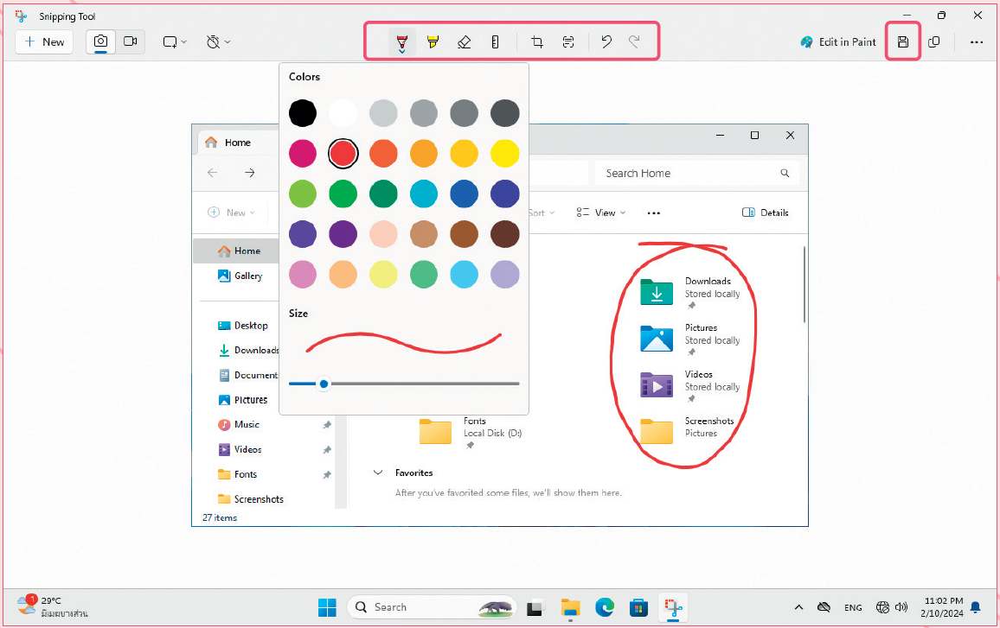 Snipping Tool
New
Edit in Paint
Colors
Home
Search Home
New
Sort
View
Details
Home
Gallery
Size
Downloads
Stored locally
Pictures
Stored locally
Desktop
Downloads
Document
Videos
Stored locally
Pictures
Fonts
Local Disk (D:)
Screenshots
Pictures
Music
Videos
Fonts
Favorites
After you've favorited some files, we'll show them here.
Screenshots
27 items
1
29°C
มีเมฆบางส่วน
Search
ENG
11:02 PM
2/10/2024